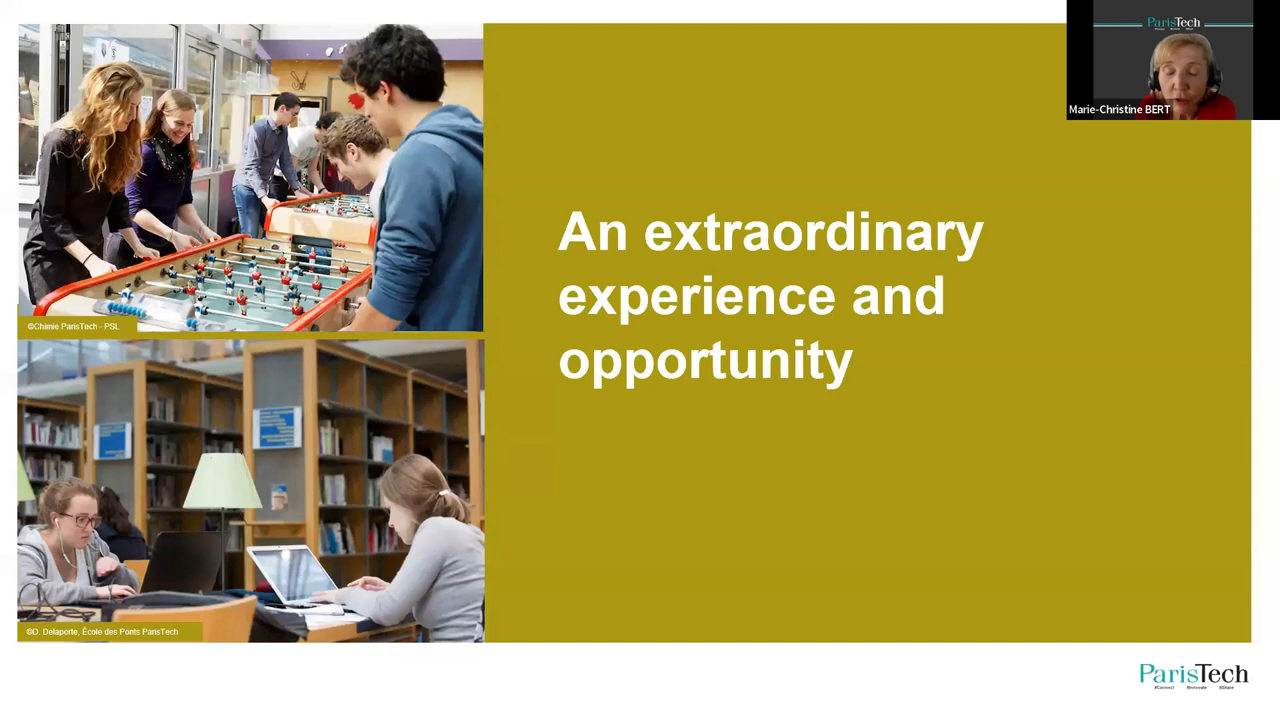 ParisTech
Marie-Christine BERT
An extraordinary
experience and
opportunity
©Chimie ParisTech - PSL
©D. Delaporte, École des Ponts ParisTech
ParisTech
#Connect #Innovate #Share